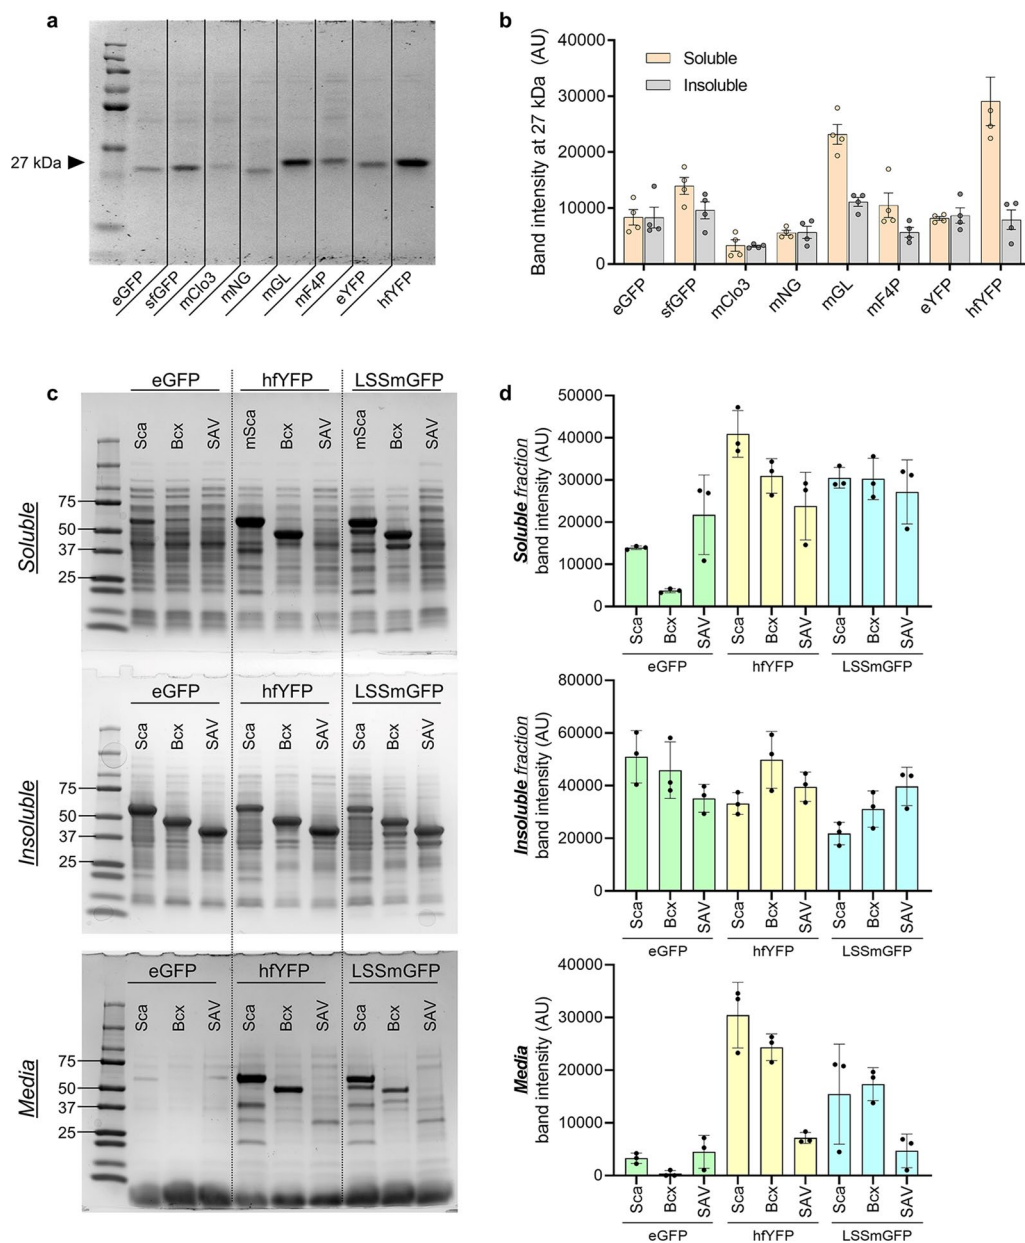 a
27 kDa
eGFP
sfGFP
mClo3
mNG
mGL
mF4P
eYFP
hfYFP
b
Band intensity at 27 kDa (AU)
40000
30000
20000
10000
0
Soluble
Insoluble
eGFP
sfGFP
mClo3
mNG
mGL
mF4P
eYFP
hfYFP
c
eGFP hfYFP LSSmGFP
Sca Bcx SAV mSca Bcx SAV mSca Bcx SAV
Soluble
75
50
37
25
eGFP hfYFP LSSmGFP
Sca Bcx SAV Sca Bcx SAV Sca Bcx SAV
Insoluble
75
50
37
25
eGFP hfYFP LSSmGFP
Sca Bcx SAV Sca Bcx SAV Sca Bcx SAV
Media
75
50
37
25
d
Soluble fraction
band intensity (AU)
50000
40000
30000
20000
10000
0
Sca Bcx SAV Sca Bcx SAV Sca Bcx SAV
eGFP hfYFP LSSmGFP
Insoluble fraction
band intensity (AU)
80000
60000
40000
20000
0
Sca Bcx SAV Sca Bcx SAV Sca Bcx SAV
eGFP hfYFP LSSmGFP
Media
band intensity (AU)
40000
30000
20000
10000
0
Sca Bcx SAV Sca Bcx SAV Sca Bcx SAV
eGFP hfYFP LSSmGFP